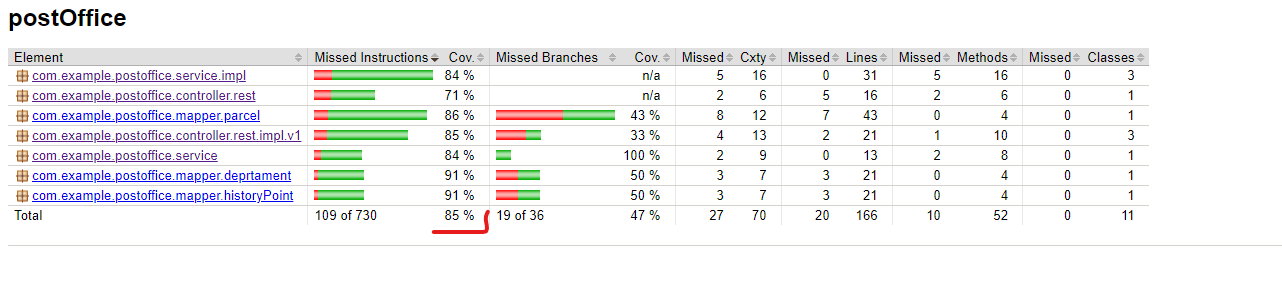 postOffice
Element Missed Instructions Cov. Missed Branches Cov. Missed Cxty Missed Lines Missed Methods Missed Classes
com.example.postoffice.service.impl 84 % n/a 5 16 0 31 5 16 0 3
com.example.postoffice.controller.rest 71 % n/a 2 6 5 16 2 6 0 1
com.example.postoffice.mapper.parcel 86 % 43 % 8 12 7 43 0 4 0 1
com.example.postoffice.controller.rest.impl.v1 85 % 33 % 4 13 2 21 1 10 0 3
com.example.postoffice.service 84 % 100 % 2 9 0 13 2 8 0 1
com.example.postoffice.mapper.deprtament 91 % 50 % 3 7 3 21 0 4 0 1
com.example.postoffice.mapper.historyPoint 91 % 50 % 3 7 3 21 0 4 0 1
Total 109 of 730 85 % 19 of 36 47 % 27 70 20 166 10 52 0 11